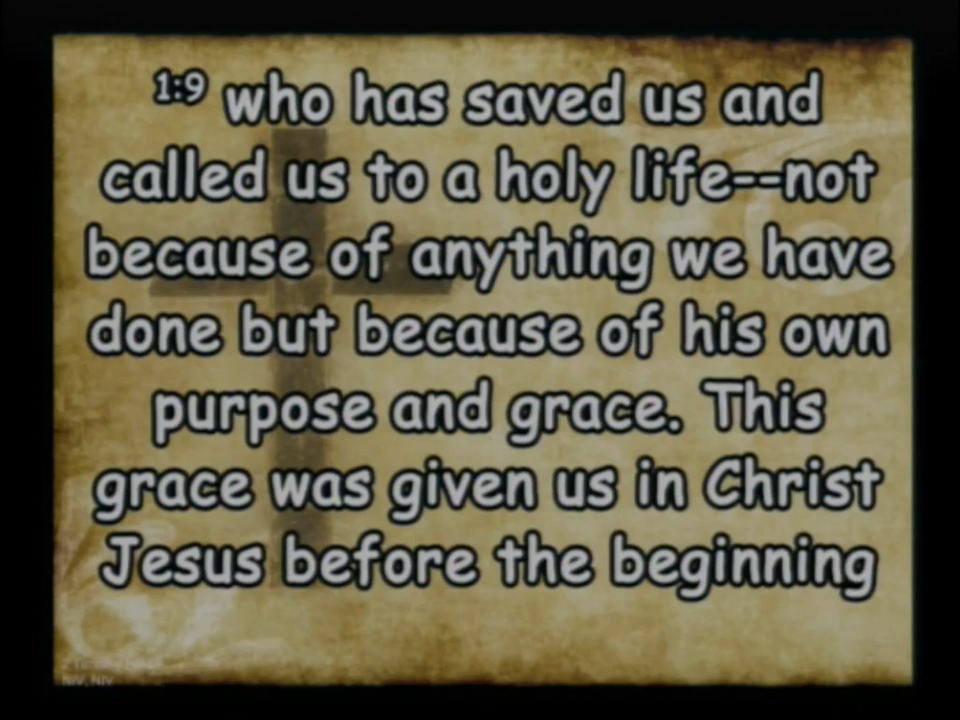 1:9 who has saved us and
called us to a holy life--not
because of anything we have
done but because of his own
purpose and grace. This
grace was given us in Christ
Jesus before the beginning
NIV, NIV